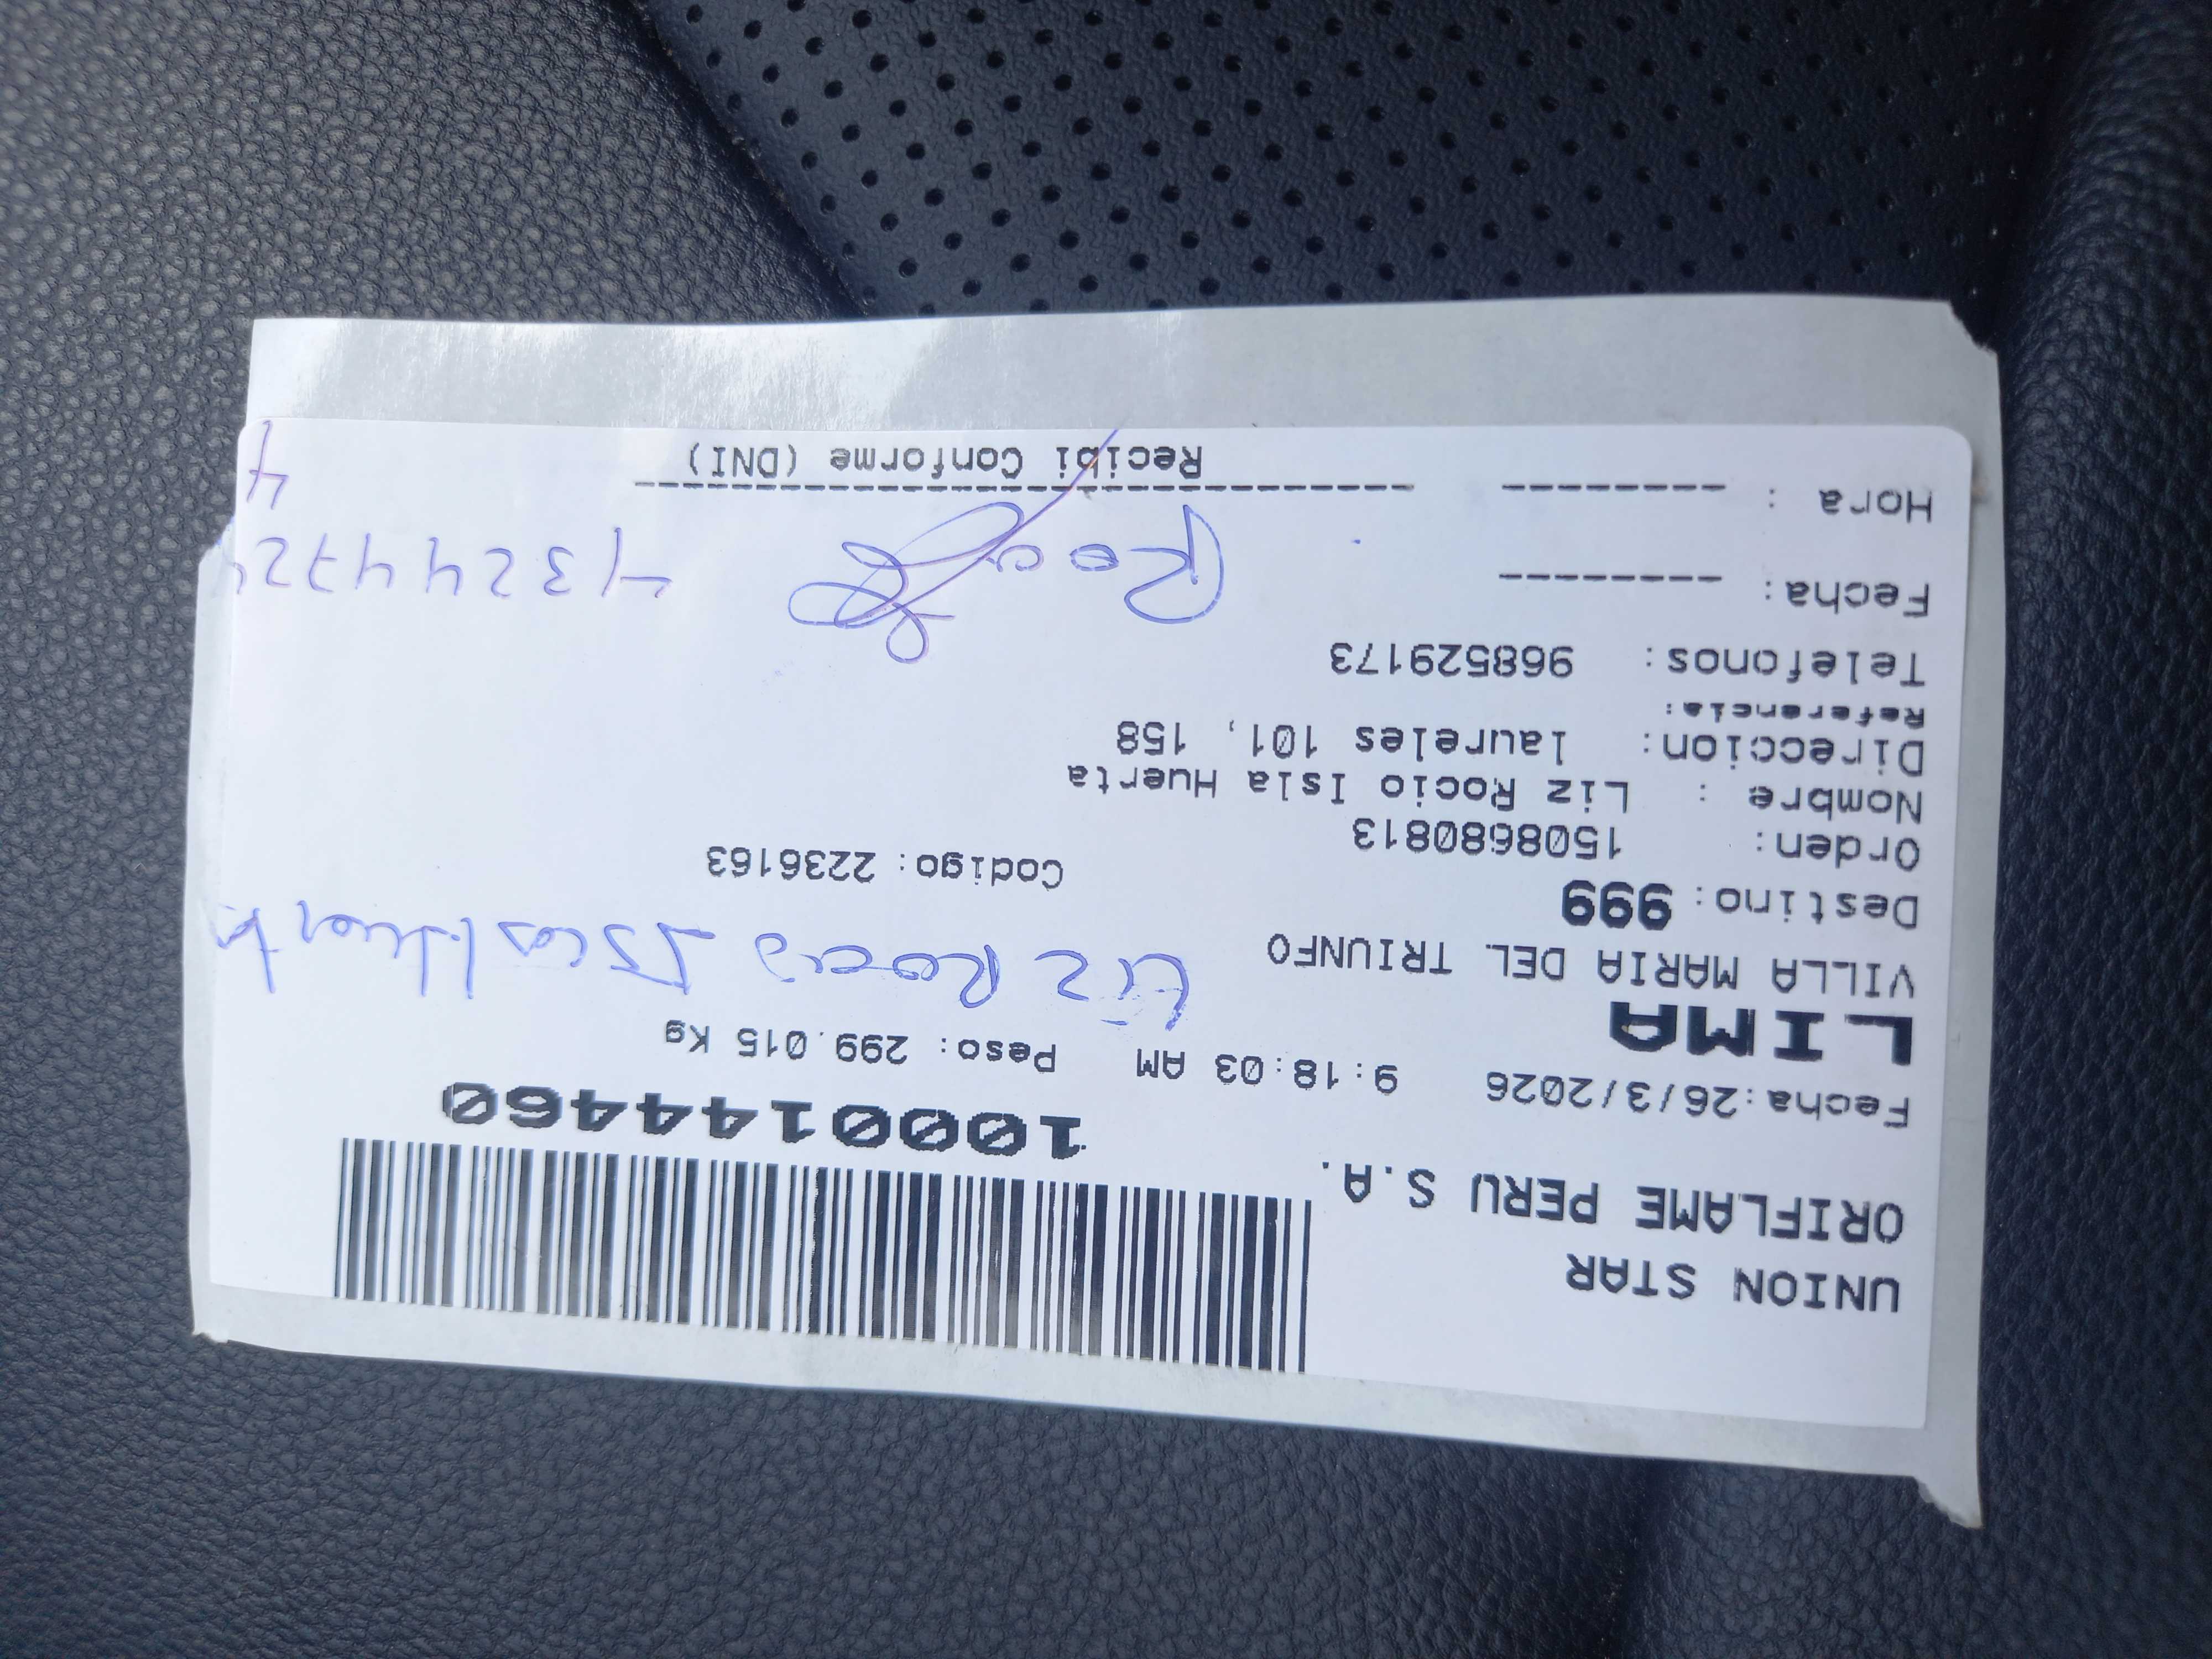 UNION STAR
ORIFLAME PERU S.A.
1000144460
Fecha:26/3/2026 9:18:03 AM Peso: 299.015 Kg
LIMA
VILLA MARIA DEL TRIUNFO
Liz Rocio Isla Huerta
Destino: 999
Codigo: 2236163
Orden: 1508680813
Nombre : Liz Rocio Isla Huerta
Direccion: laureles 101, 158
Referencia:
Telefonos: 968529173
Fecha: --------
Hora : --------
Recibi Conforme (DNI)